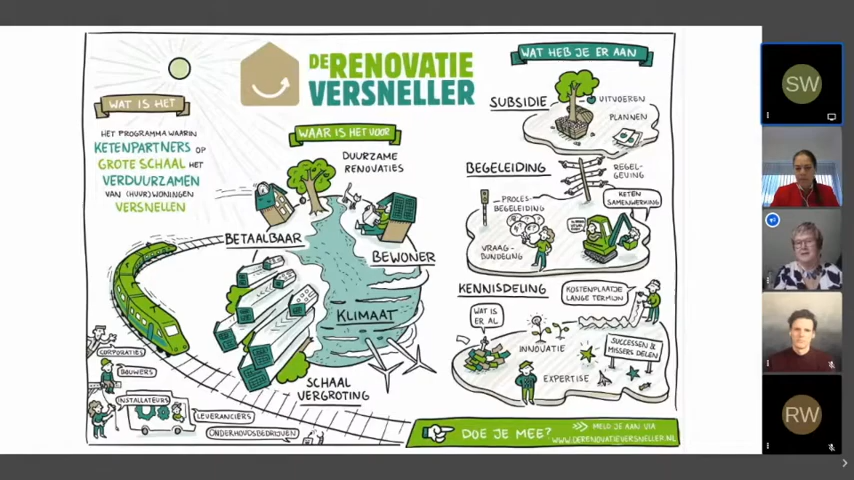 DE RENOVATIE
VERSNELLER
WAT IS HET
HET PROGRAMMA WAARIN
KETENPARTNERS OP
GROTE SCHAAL HET
VERDUURZAMEN
VAN (HUUR)WONINGEN
VERSNELLEN
WAAR IS HET VOOR
DUURZAME
RENOVATIES
BETAALBAAR
BEWONER
KLIMAAT
SCHAAL
VERGROTING
CORPORATIES
BOUWERS
INSTALLATEURS
LEVERANCIERS
ONDERHOUDSBEDRIJVEN
WAT HEB JE ER AAN
SUBSIDIE
UITVOEREN
PLANNEN
BEGELEIDING
REGEL-
GEVING
PROCES-
BEGELEIDING
KETEN
SAMENWERKING
VRAAG-
BUNDELING
KENNISDELING
KOSTENPLAATJE
LANGE TERMIJN
WAT IS
ER AL
INNOVATIE
SUCCESSEN &
MISSERS DELEN
EXPERTISE
DOE JE MEE?
MELD JE AAN VIA
WWW.DERENOVATIEVERSNELLER.NL
SW
RW